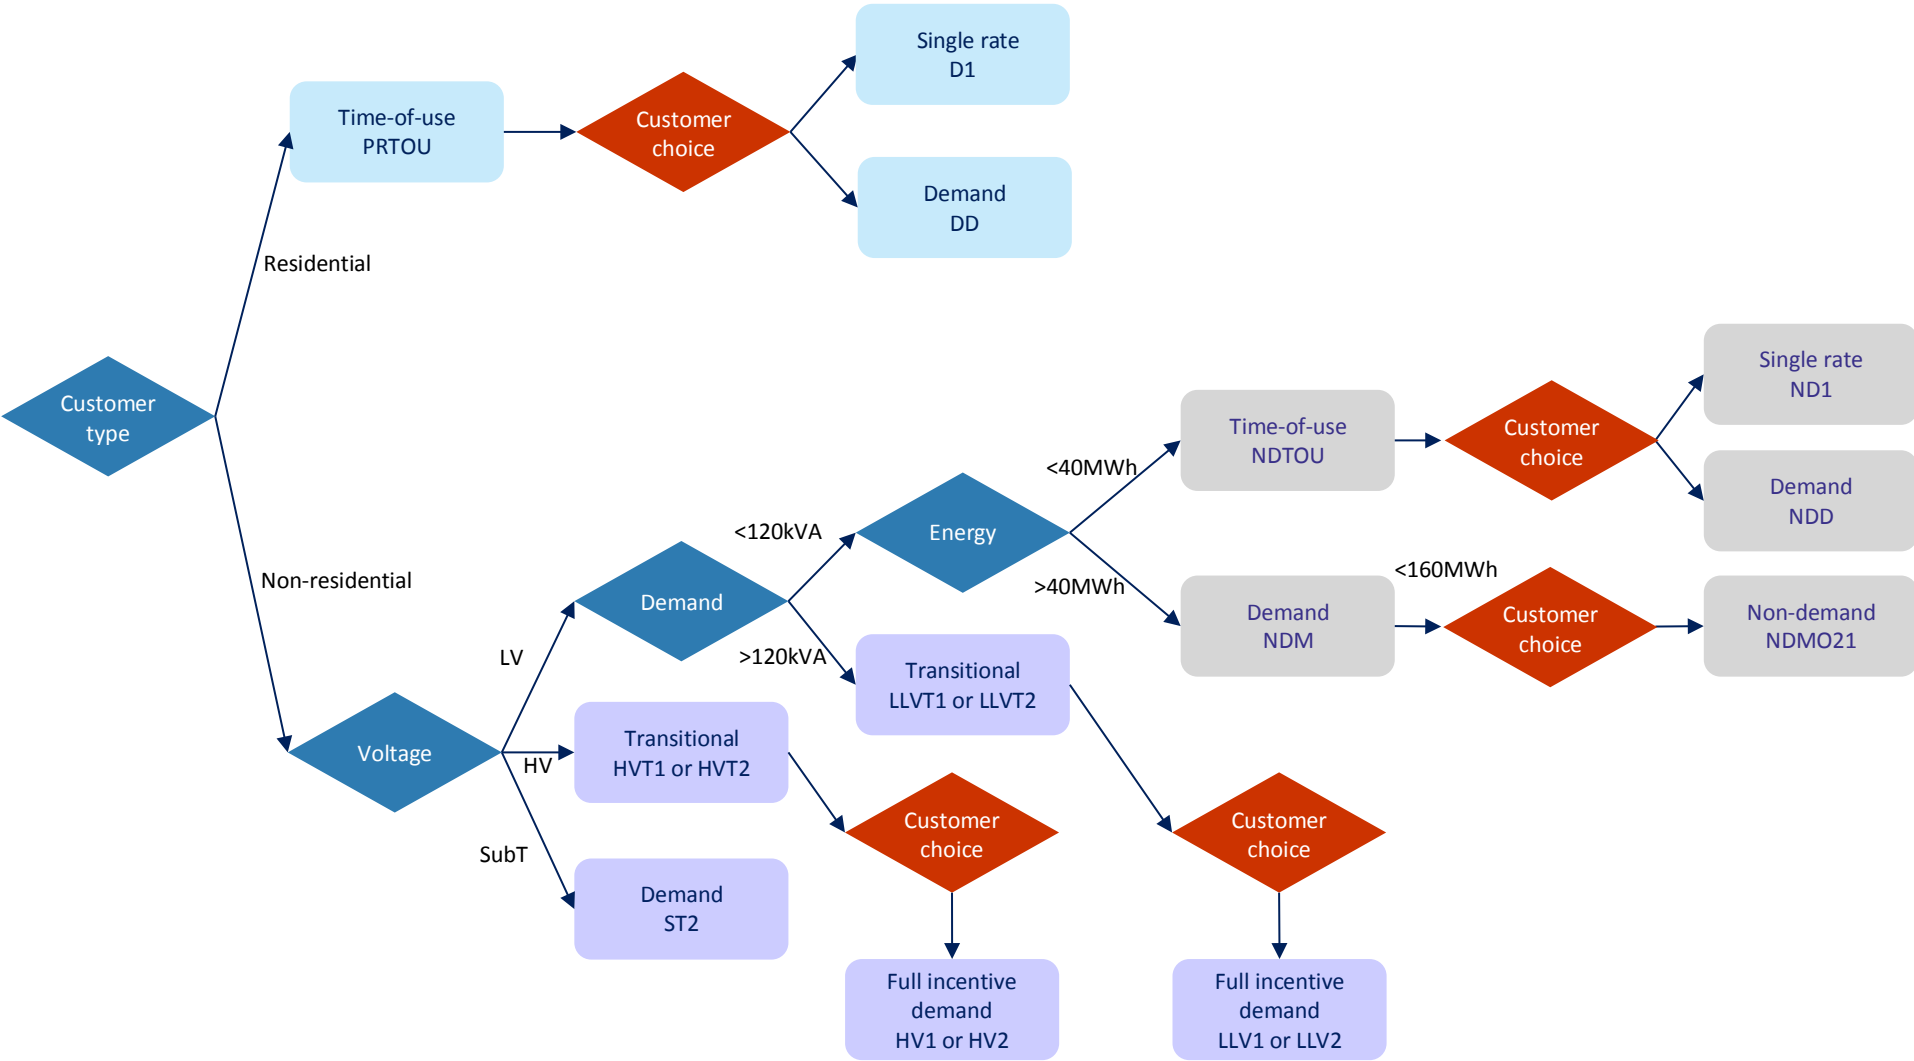 Single rate
D1
Time-of-use
PRTOU
Customer
choice
Demand
DD
Residential
Customer
type
Single rate
ND1
Time-of-use
NDTOU
Customer
choice
<40MWh
Demand
NDD
<120kVA
Energy
Non-residential
>40MWh
<160MWh
Demand
Demand
NDM
Customer
choice
Non-demand
NDMO21
LV
>120kVA
Transitional
LLVT1 or LLVT2
Voltage
HV
Transitional
HVT1 or HVT2
Customer
choice
Customer
choice
SubT
Demand
ST2
Full incentive
demand
HV1 or HV2
Full incentive
demand
LLV1 or LLV2